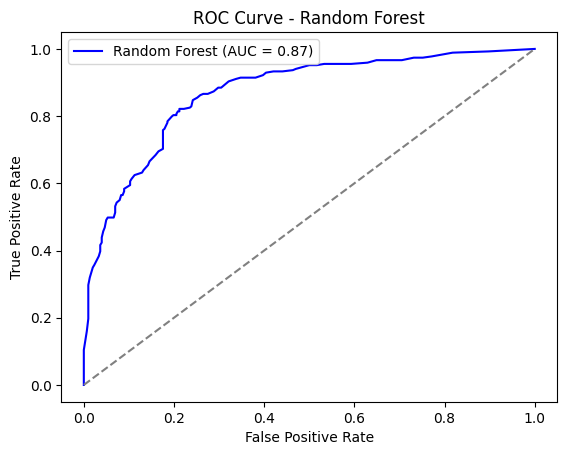 ROC Curve - Random Forest
Random Forest (AUC = 0.87)
True Positive Rate
1.0
0.8
0.6
0.4
0.2
0.0
0.0 0.2 0.4 0.6 0.8 1.0
False Positive Rate